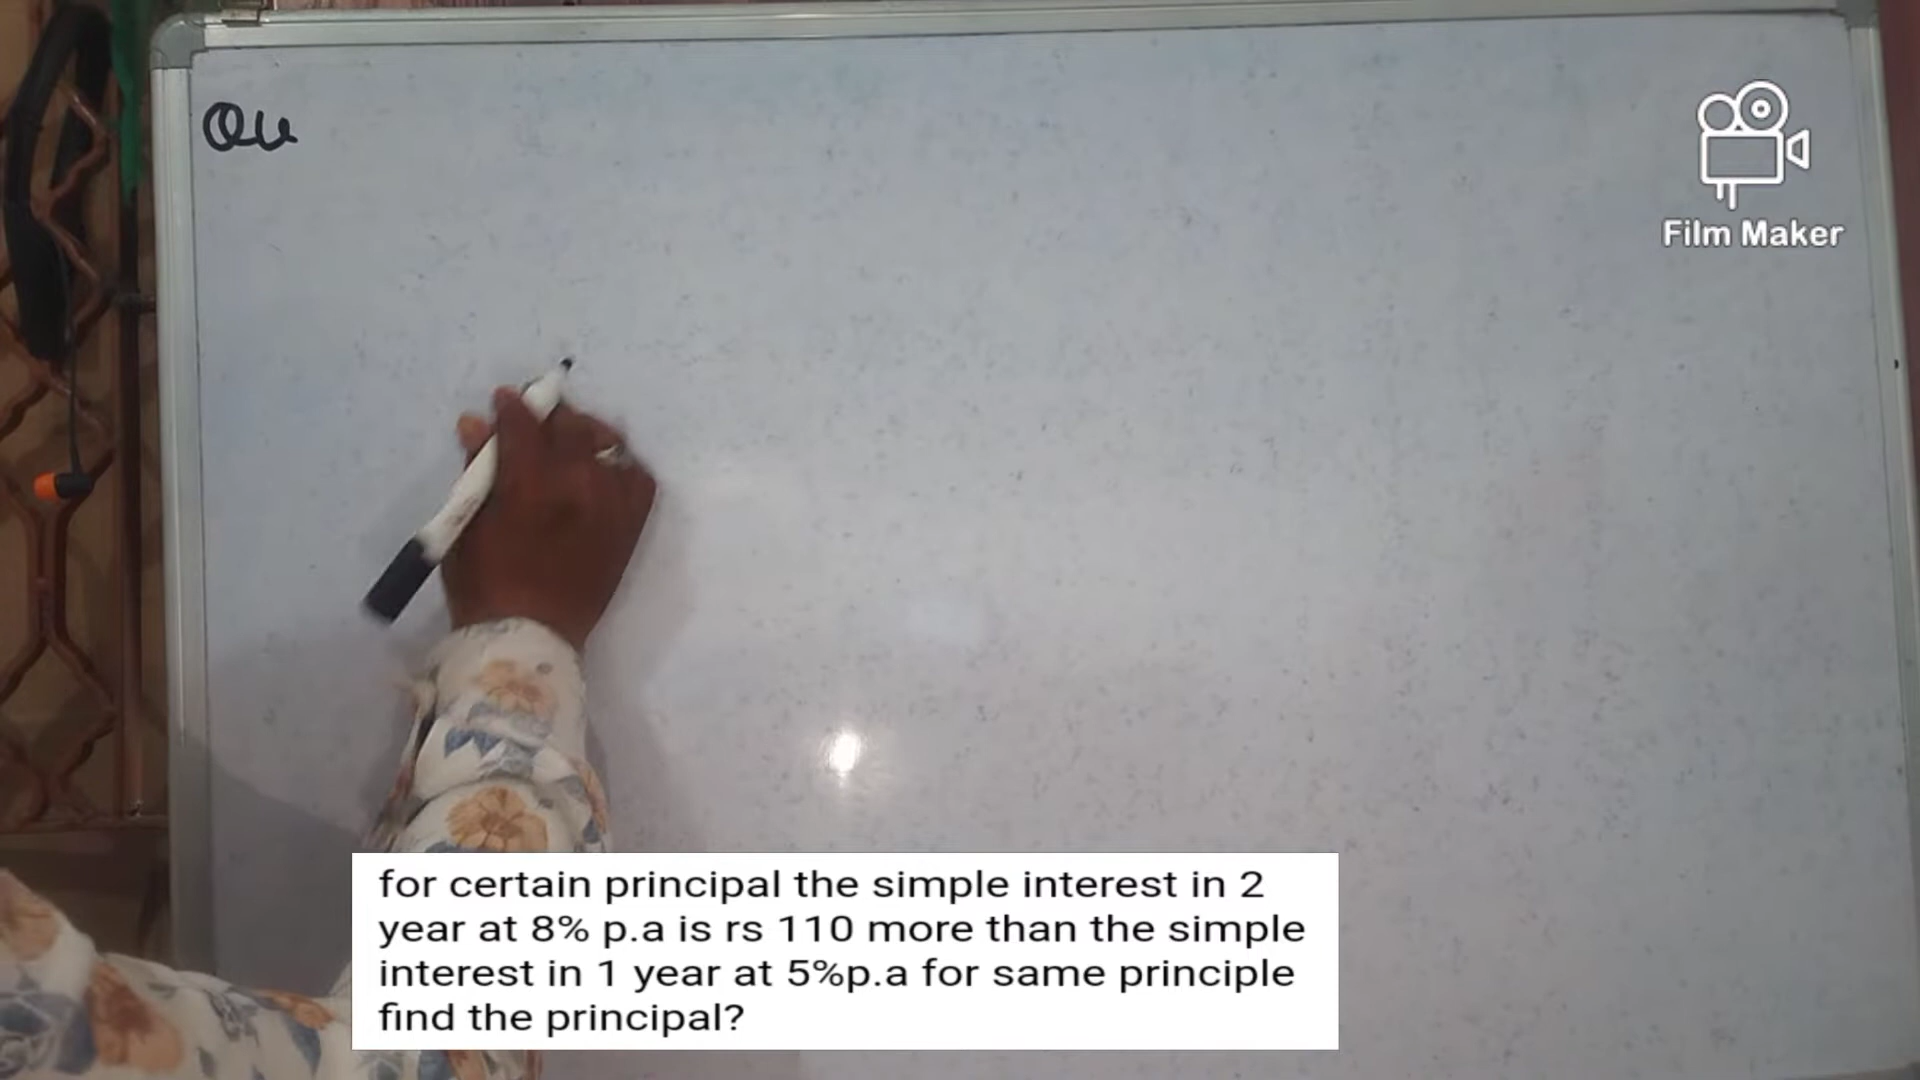 Qu
Film Maker
for certain principal the simple interest in 2
year at 8% p.a is rs 110 more than the simple
interest in 1 year at 5%p.a for same principle
find the principal?